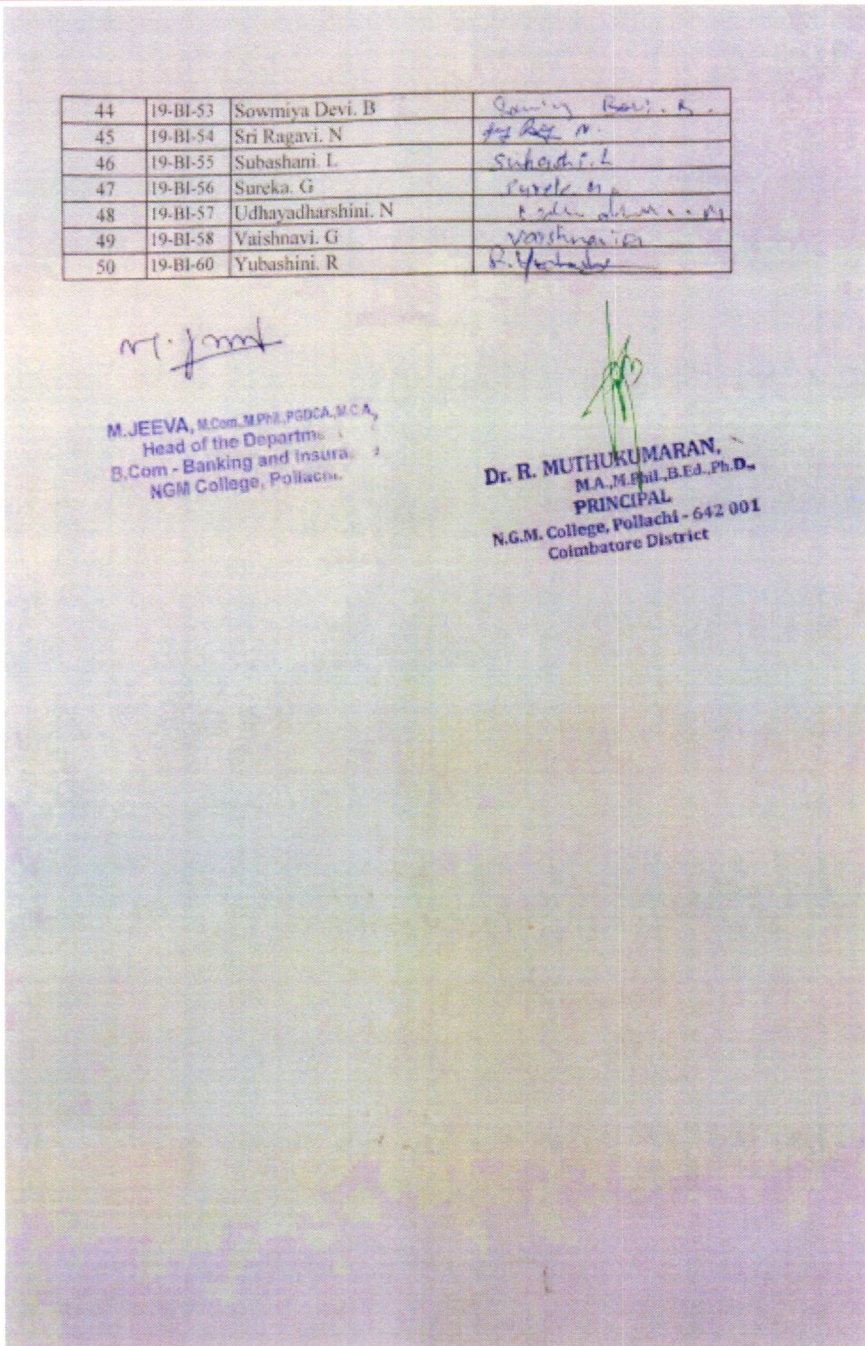 44 19-BI-53 Sowmiya Devi. B
45 19-BI-54 Sri Ragavi. N
46 19-BI-55 Subashani. L
47 19-BI-56 Sureka. G
48 19-BI-57 Udhayadharshini. N
49 19-BI-58 Vaishnavi. G
50 19-BI-60 Yubashini. R
M.JEEVA, M.Com.,M.Phil.,PGDCA.,M.C.A,
Head of the Departme
B.Com - Banking and Insura
NGM College, Pollachi.
Dr. R. MUTHUKUMARAN,
M.A.,M.Phil.,B.Ed.,Ph.D.,
PRINCIPAL
N.G.M. College, Pollachi - 642 001
Coimbatore District